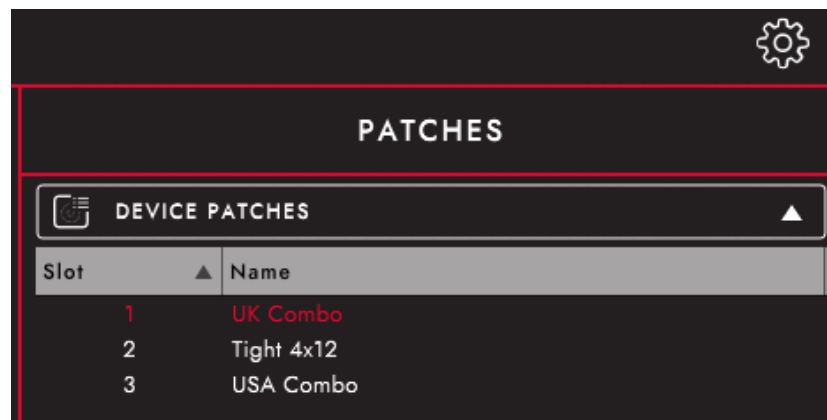 PATCHES
DEVICE PATCHES
Slot Name
1 UK Combo
2 Tight 4x12
3 USA Combo